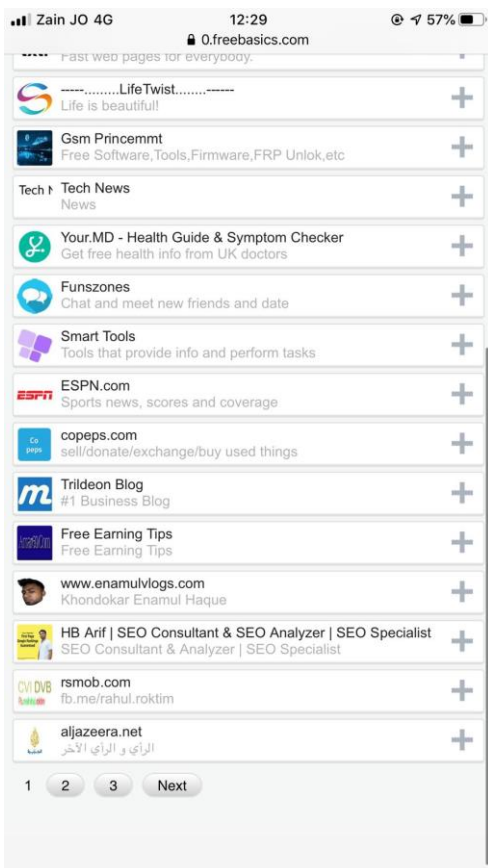 Zain JO 4G 12:29 57%
0.freebasics.com
Fast web pages for everybody.
-----.........LifeTwist........------
Life is beautiful!
Gsm Princemmt
Free Software,Tools,Firmware,FRP Unlok,etc
Tech N
Tech News
News
Your.MD - Health Guide & Symptom Checker
Get free health info from UK doctors
Funszones
Chat and meet new friends and date
Smart Tools
Tools that provide info and perform tasks
ESPN
ESPN.com
Sports news, scores and coverage
Co
peps
copeps.com
sell/donate/exchange/buy used things
m
Trildeon Blog
#1 Business Blog
Free Earning Tips
Free Earning Tips
www.enamulvlogs.com
Khondokar Enamul Haque
HB Arif | SEO Consultant & SEO Analyzer | SEO Specialist
SEO Consultant & Analyzer | SEO Specialist
CVI DVB
rsmob.com
fb.me/rahul.roktim
aljazeera.net
الرأي و الرأي الآخر
1 2 3 Next